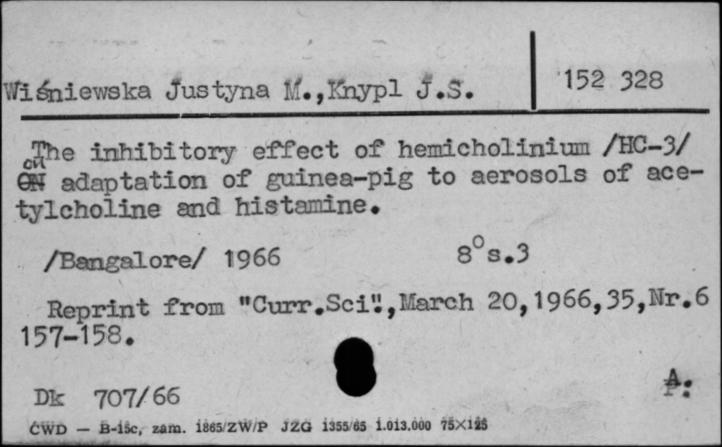 Wiśniewska Justyna M.,Knypl J.S.
152 328
The inhibitory effect of hemicholinium /HC-3/
on adaptation of guinea-pig to aerosols of ace-
tylcholine and histamine.
/Bangalore/ 1966 8° s.3
Reprint from "Curr.Sci",March 20,1966,35,Nr.6
157-158.
Dk 707/66
CWD — B-15c, zam. 1865/ZW/P JZG 1355/65 1.013.000 75×125